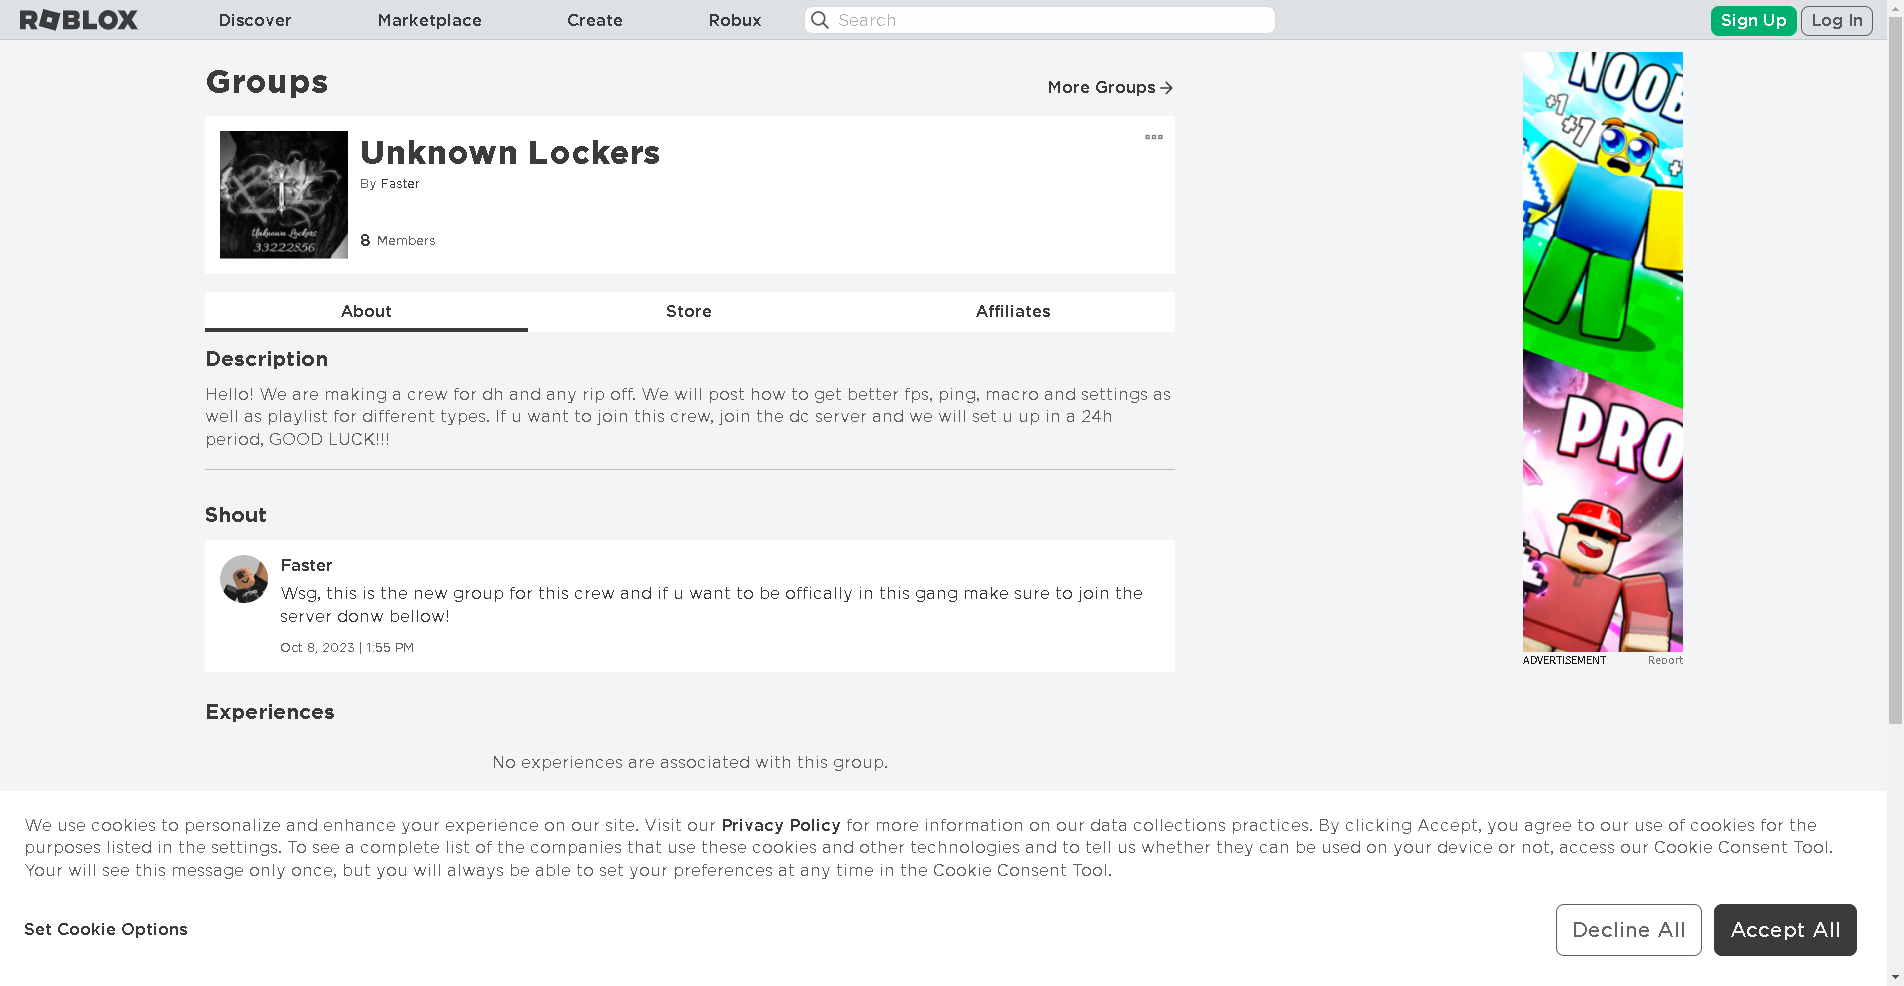 ROBLOX
Discover
Marketplace
Create
Robux
Search
Sign Up
Log In
Groups
More Groups
Unknown Lockers
By Faster
8 Members
Unknown Lockers
33222856
About
Store
Affiliates
Description
Hello! We are making a crew for dh and any rip off. We will post how to get better fps, ping, macro and settings as
well as playlist for different types. If u want to join this crew, join the dc server and we will set u up in a 24h
period, GOOD LUCK!!!
Shout
Faster
Wsg, this is the new group for this crew and if u want to be offically in this gang make sure to join the
server donw bellow!
Oct 8, 2023 | 1:55 PM
Experiences
No experiences are associated with this group.
NOOB
+1
+1
PRO
ADVERTISEMENT
Report
We use cookies to personalize and enhance your experience on our site. Visit our Privacy Policy for more information on our data collections practices. By clicking Accept, you agree to our use of cookies for the
purposes listed in the settings. To see a complete list of the companies that use these cookies and other technologies and to tell us whether they can be used on your device or not, access our Cookie Consent Tool.
Your will see this message only once, but you will always be able to set your preferences at any time in the Cookie Consent Tool.
Set Cookie Options
Decline All
Accept All